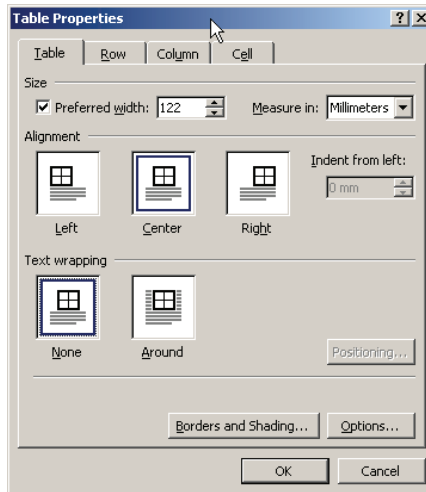 Table Properties
Table Row Column Cell
Size
Preferred width: 122 Measure in: Millimeters
Alignment
Indent from left:
0 mm
Left Center Right
Text wrapping
None Around Positioning...
Borders and Shading... Options...
OK Cancel